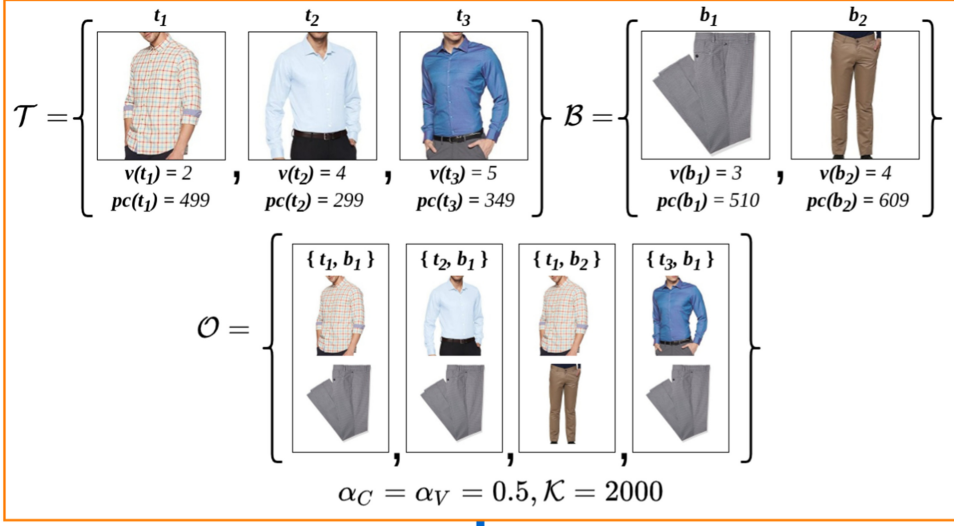 t₁ t₂ t₃ b₁ b₂
𝒯 = { , , } ℬ = { , }
v(t₁) = 2 v(t₂) = 4 v(t₃) = 5 v(b₁) = 3 v(b₂) = 4
pc(t₁) = 499 pc(t₂) = 299 pc(t₃) = 349 pc(b₁) = 510 pc(b₂) = 609
{ t₁, b₁ } { t₂, b₁ } { t₁, b₂ } { t₃, b₁ }
𝒪 = { , , , }
α_C = α_V = 0.5, 𝒦 = 2000